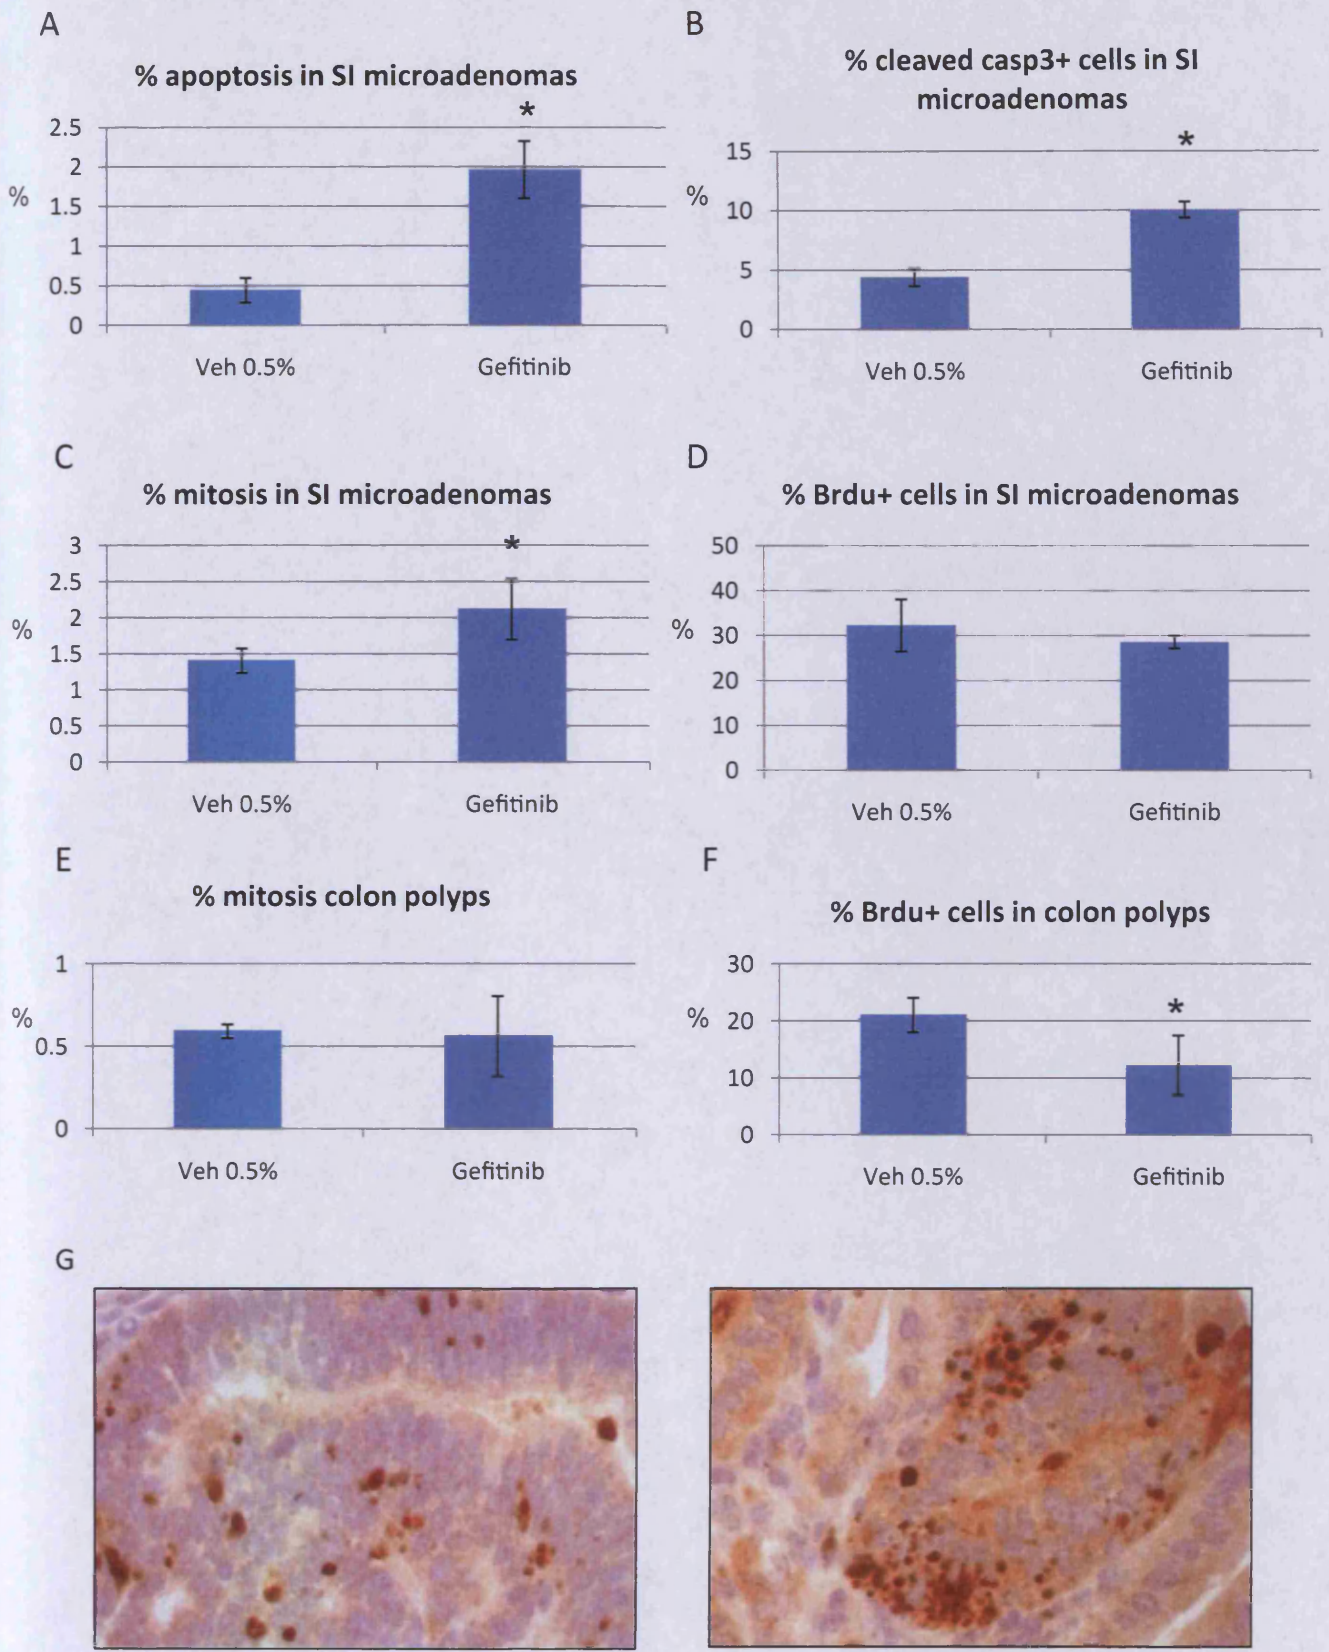 A
% apoptosis in SI microadenomas
*
2.5
2
%
1.5
1
0.5
0
Veh 0.5%
Gefitinib
B
% cleaved casp3+ cells in SI
microadenomas
*
15
%
10
5
0
Veh 0.5%
Gefitinib
C
% mitosis in SI microadenomas
*
3
2.5
2
%
1.5
1
0.5
0
Veh 0.5%
Gefitinib
D
% Brdu+ cells in SI microadenomas
50
40
%
30
20
10
0
Veh 0.5%
Gefitinib
E
% mitosis colon polyps
1
%
0.5
0
Veh 0.5%
Gefitinib
F
% Brdu+ cells in colon polyps
30
%
*
20
10
0
Veh 0.5%
Gefitinib
G